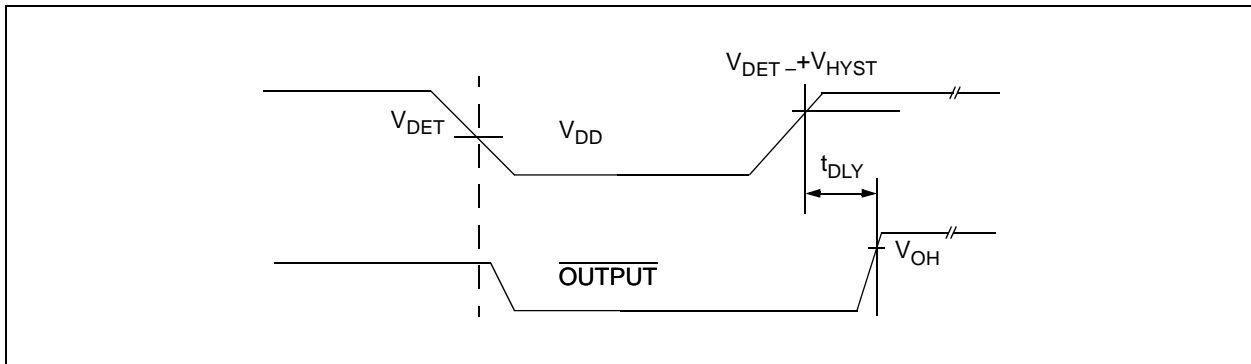 V_DET – +V_HYST
V_DET
V_DD
t_DLY
OUTPUT
V_OH